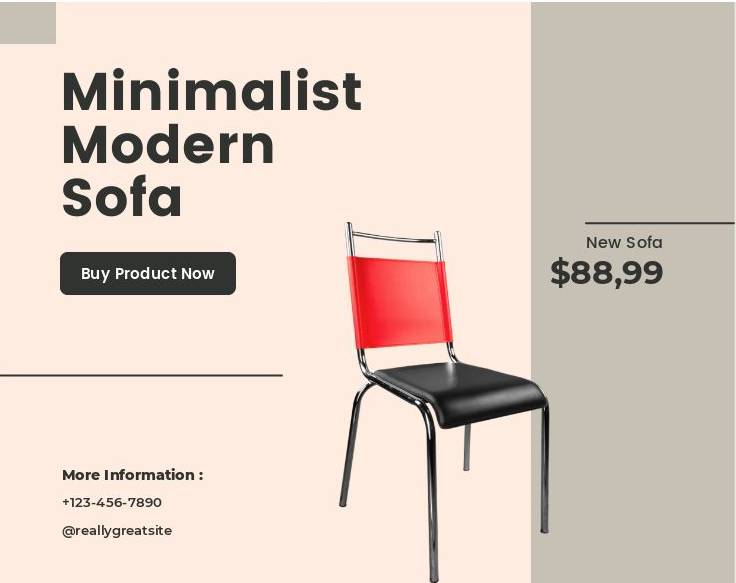 Minimalist
Modern
Sofa
Buy Product Now
New Sofa
$88,99
More Information :
+123-456-7890
@reallygreatsite